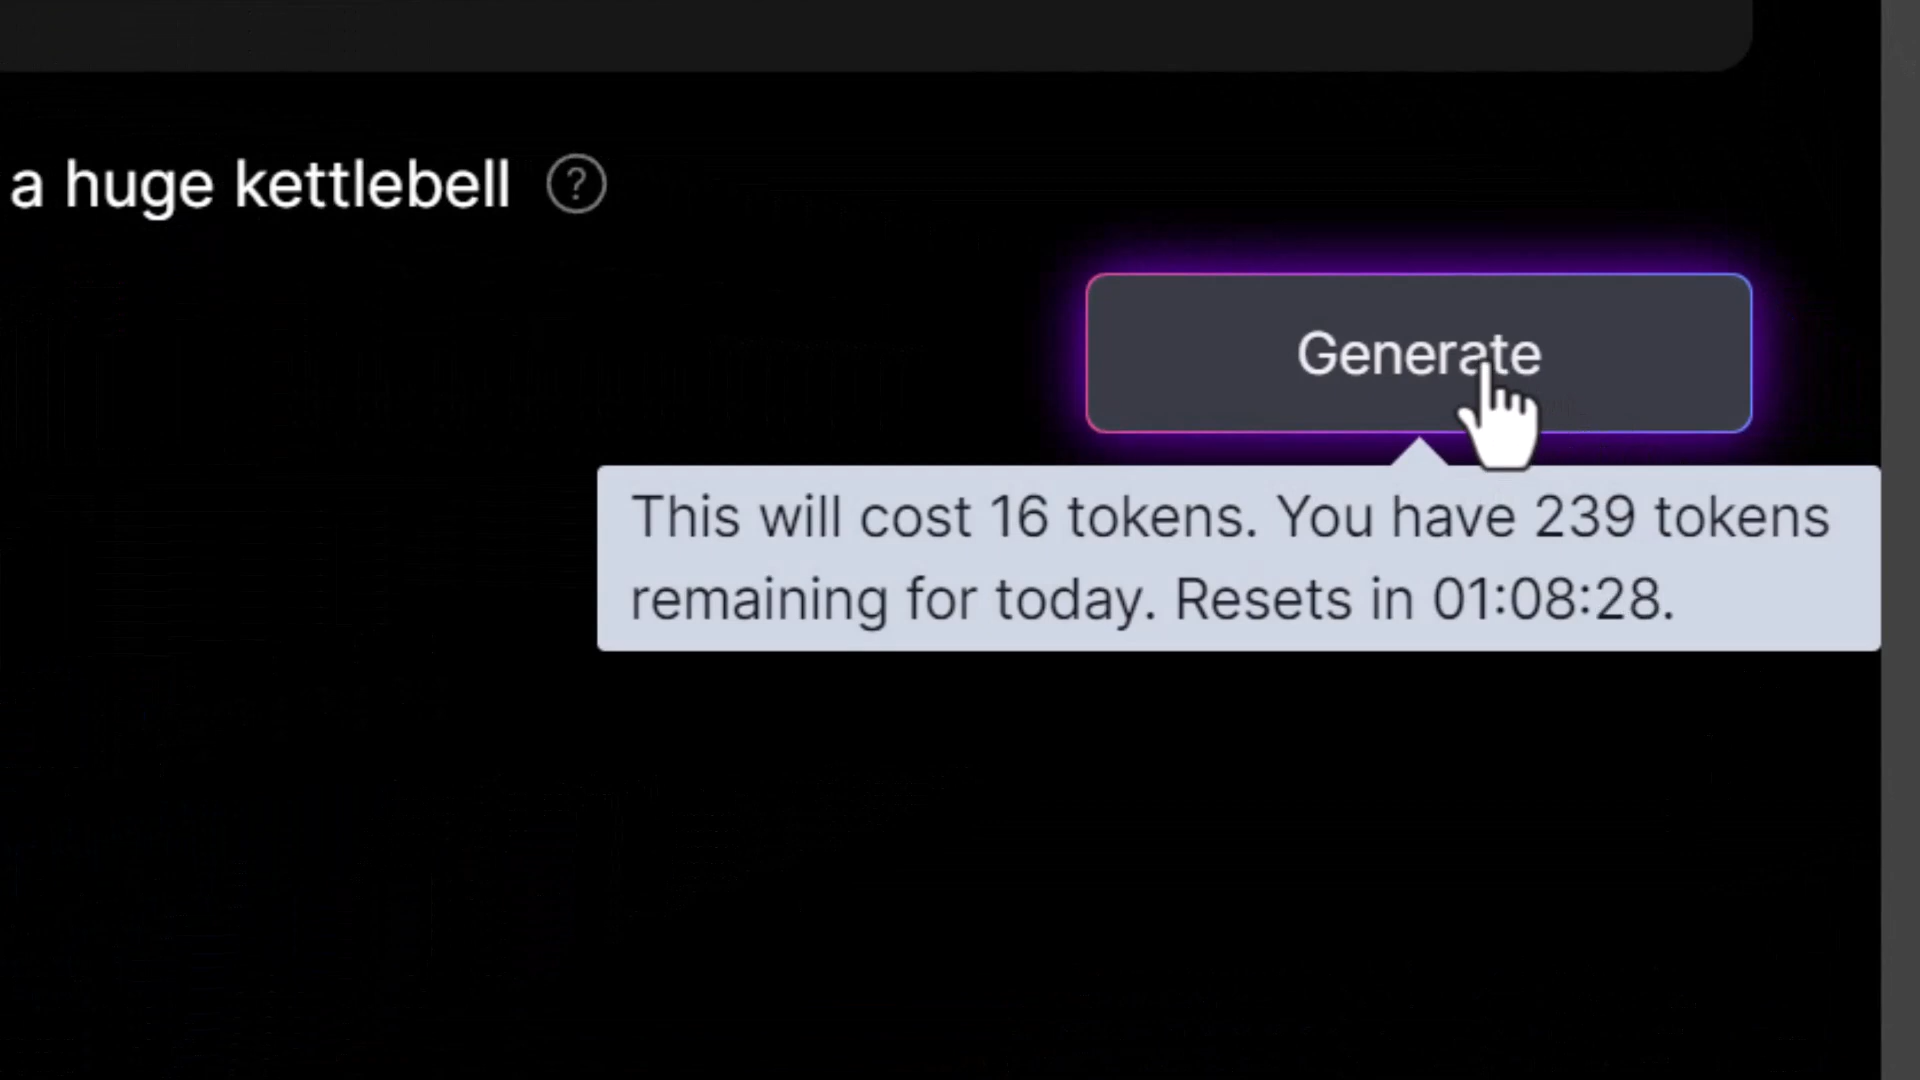 a huge kettlebell ?
Generate
This will cost 16 tokens. You have 239 tokens
remaining for today. Resets in 01:08:28.